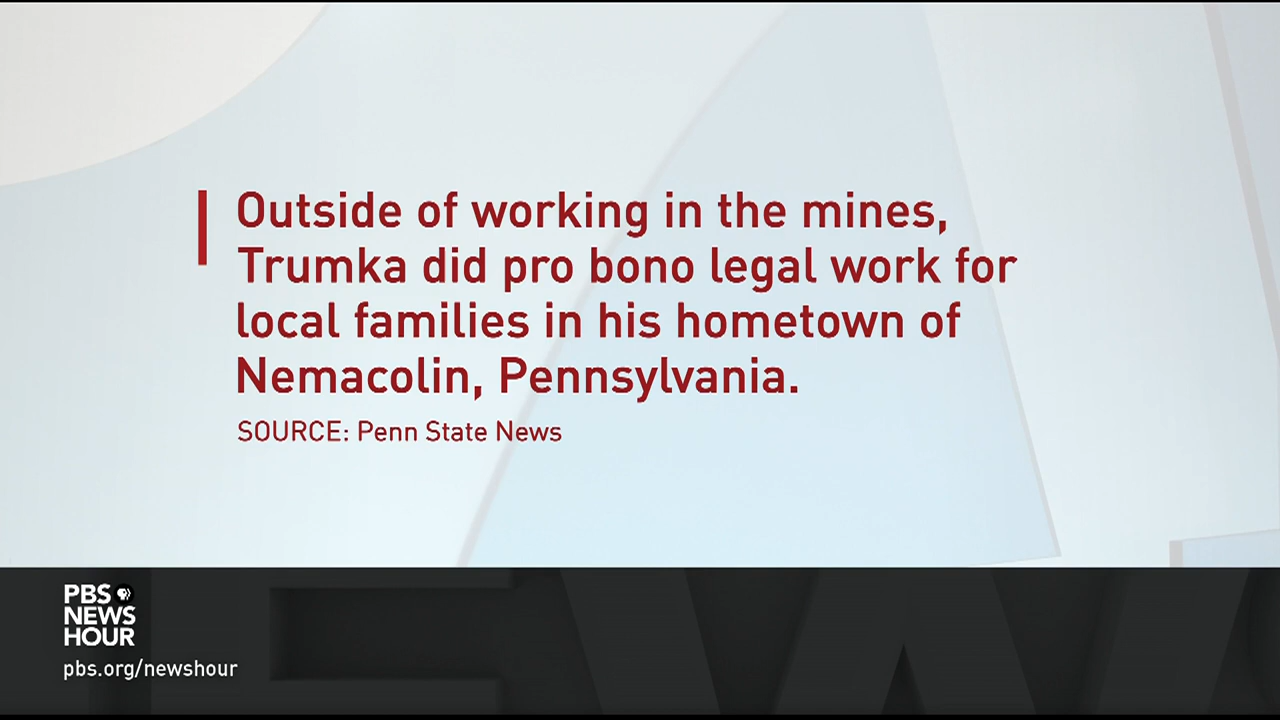 Outside of working in the mines,
Trumka did pro bono legal work for
local families in his hometown of
Nemacolin, Pennsylvania.
SOURCE: Penn State News
PBS
NEWS
HOUR
pbs.org/newshour